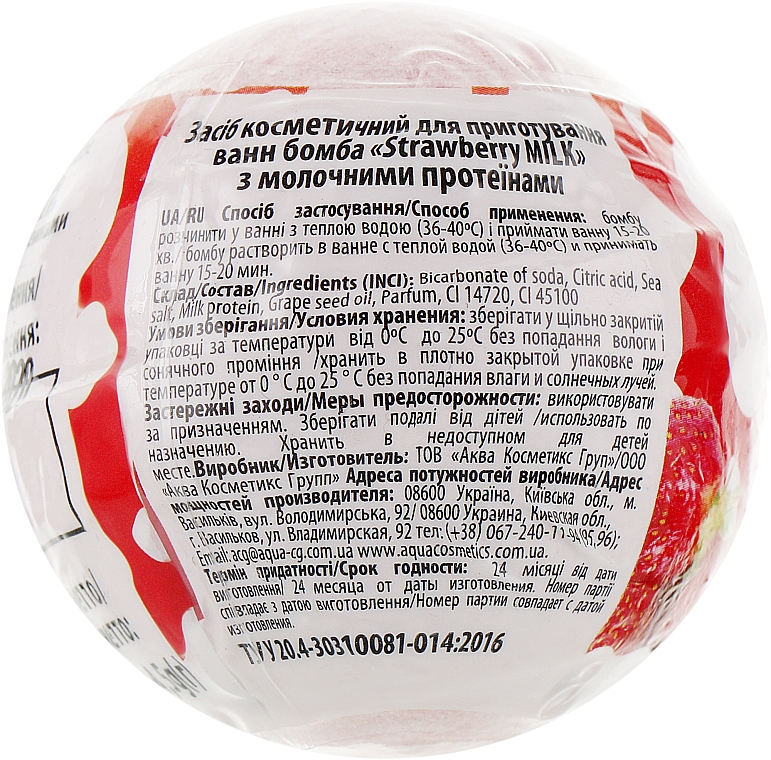 Засіб косметичний для приготування
ванн бомба «Strawberry MILK»
з молочними протеїнами
UA/RU Спосіб застосування/Способ применения: бомбу
розчинити у ванні з теплою водою (36-40ºС) і приймати ванну 15-20
хв./ бомбу растворить в ванне с теплой водой (36-40ºС) и принимать
ванну 15-20 мин.
Склад/Состав/Ingredients (INCI): Bicarbonate of soda, Citric acid, Sea
salt, Milk protein, Grape seed oil, Parfum, CI 14720, CI 45100
Умови зберігання/Условия хранения: зберігати у щільно закритій
упаковці за температури від 0ºС до 25ºС без попадання вологи і
сонячного проміння /хранить в плотно закрытой упаковке при
температуре от 0 ° С до 25 ° С без попадания влаги и солнечных лучей.
Застережні заходи/Меры предосторожности: використовувати
за призначенням. Зберігати подалі від дітей /использовать по
назначению. Хранить в недоступном для детей
месте.Виробник/Изготовитель: ТОВ «Аква Косметикс Груп»/ООО
«Аква Косметикс Групп» Адреса потужностей виробника/Адрес
мощностей производителя: 08600 Україна, Київська обл., м.
Васильків, вул. Володимирська, 92/ 08600 Украина, Киевская обл.,
г. Васильков, ул. Владимирская, 92 тел.:(+38) 067-240-71-94(95,96);
Email:acg@aqua-cg.com.ua www.aquacosmetics.com.ua.
Термін придатності/Срок годности: 24 місяці від дати
виготовлення/ 24 месяца от даты изготовления. Номер партії
співпадає з датою виготовлення/Номер партии совпадает с датой
изготовления.
ТУ У 20.4-30310081-014:2016